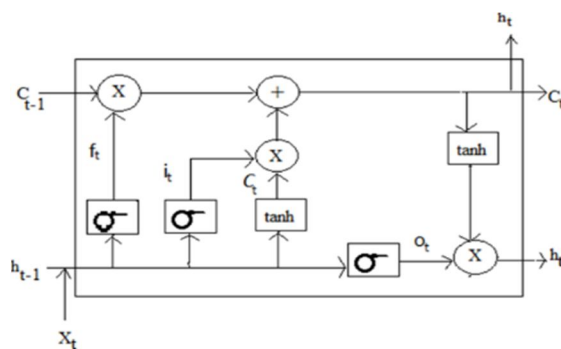 h_t
C_t-1
X
+
C_t
f_t
i_t
X
C_t
tanh
σ
σ
tanh
h_t-1
σ
o_t
X
h_t
X_t